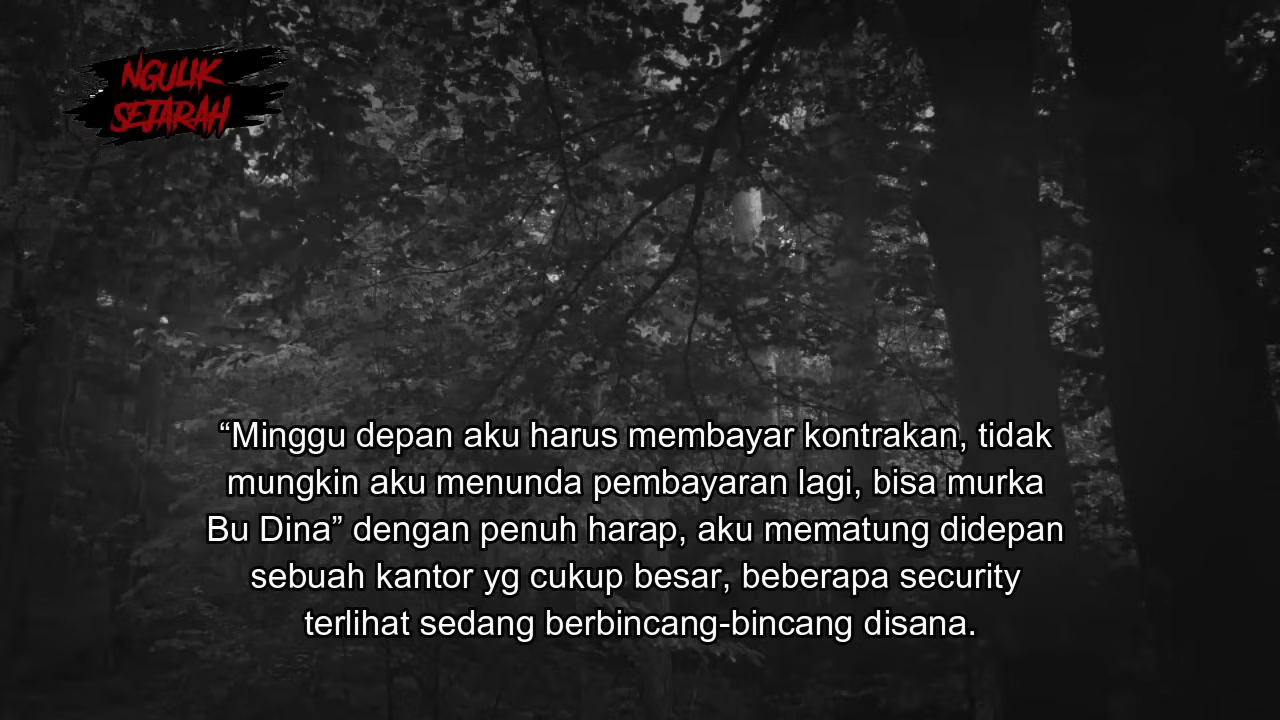 NGULIK
SEJARAH
“Minggu depan aku harus membayar kontrakan, tidak
mungkin aku menunda pembayaran lagi, bisa murka
Bu Dina” dengan penuh harap, aku mematung didepan
sebuah kantor yg cukup besar, beberapa security
terlihat sedang berbincang-bincang disana.